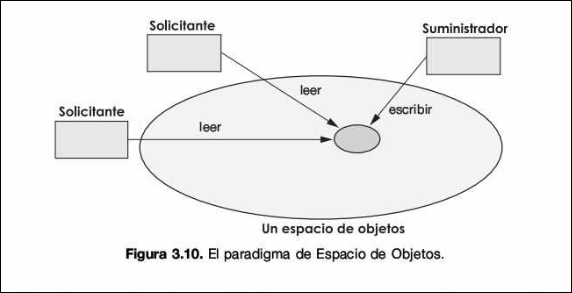 Solicitante
Suministrador
leer
escribir
Solicitante
leer
Un espacio de objetos
Figura 3.10. El paradigma de Espacio de Objetos.